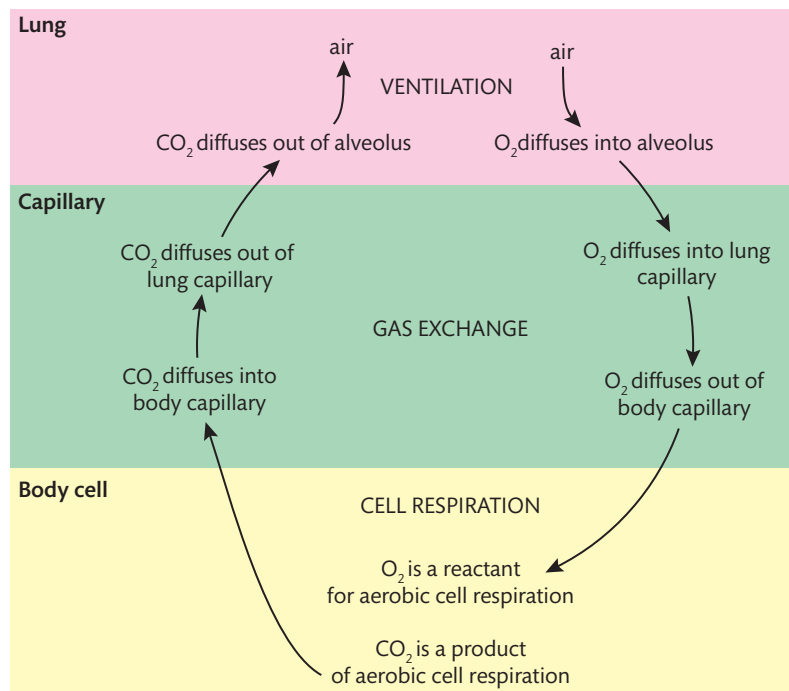 Lung
air
air
VENTILATION
CO₂ diffuses out of alveolus
O₂diffuses into alveolus
Capillary
CO₂ diffuses out of
lung capillary
O₂ diffuses into lung
capillary
GAS EXCHANGE
CO₂ diffuses into
body capillary
O₂ diffuses out of
body capillary
Body cell
CELL RESPIRATION
O₂ is a reactant
for aerobic cell respiration
CO₂ is a product
of aerobic cell respiration